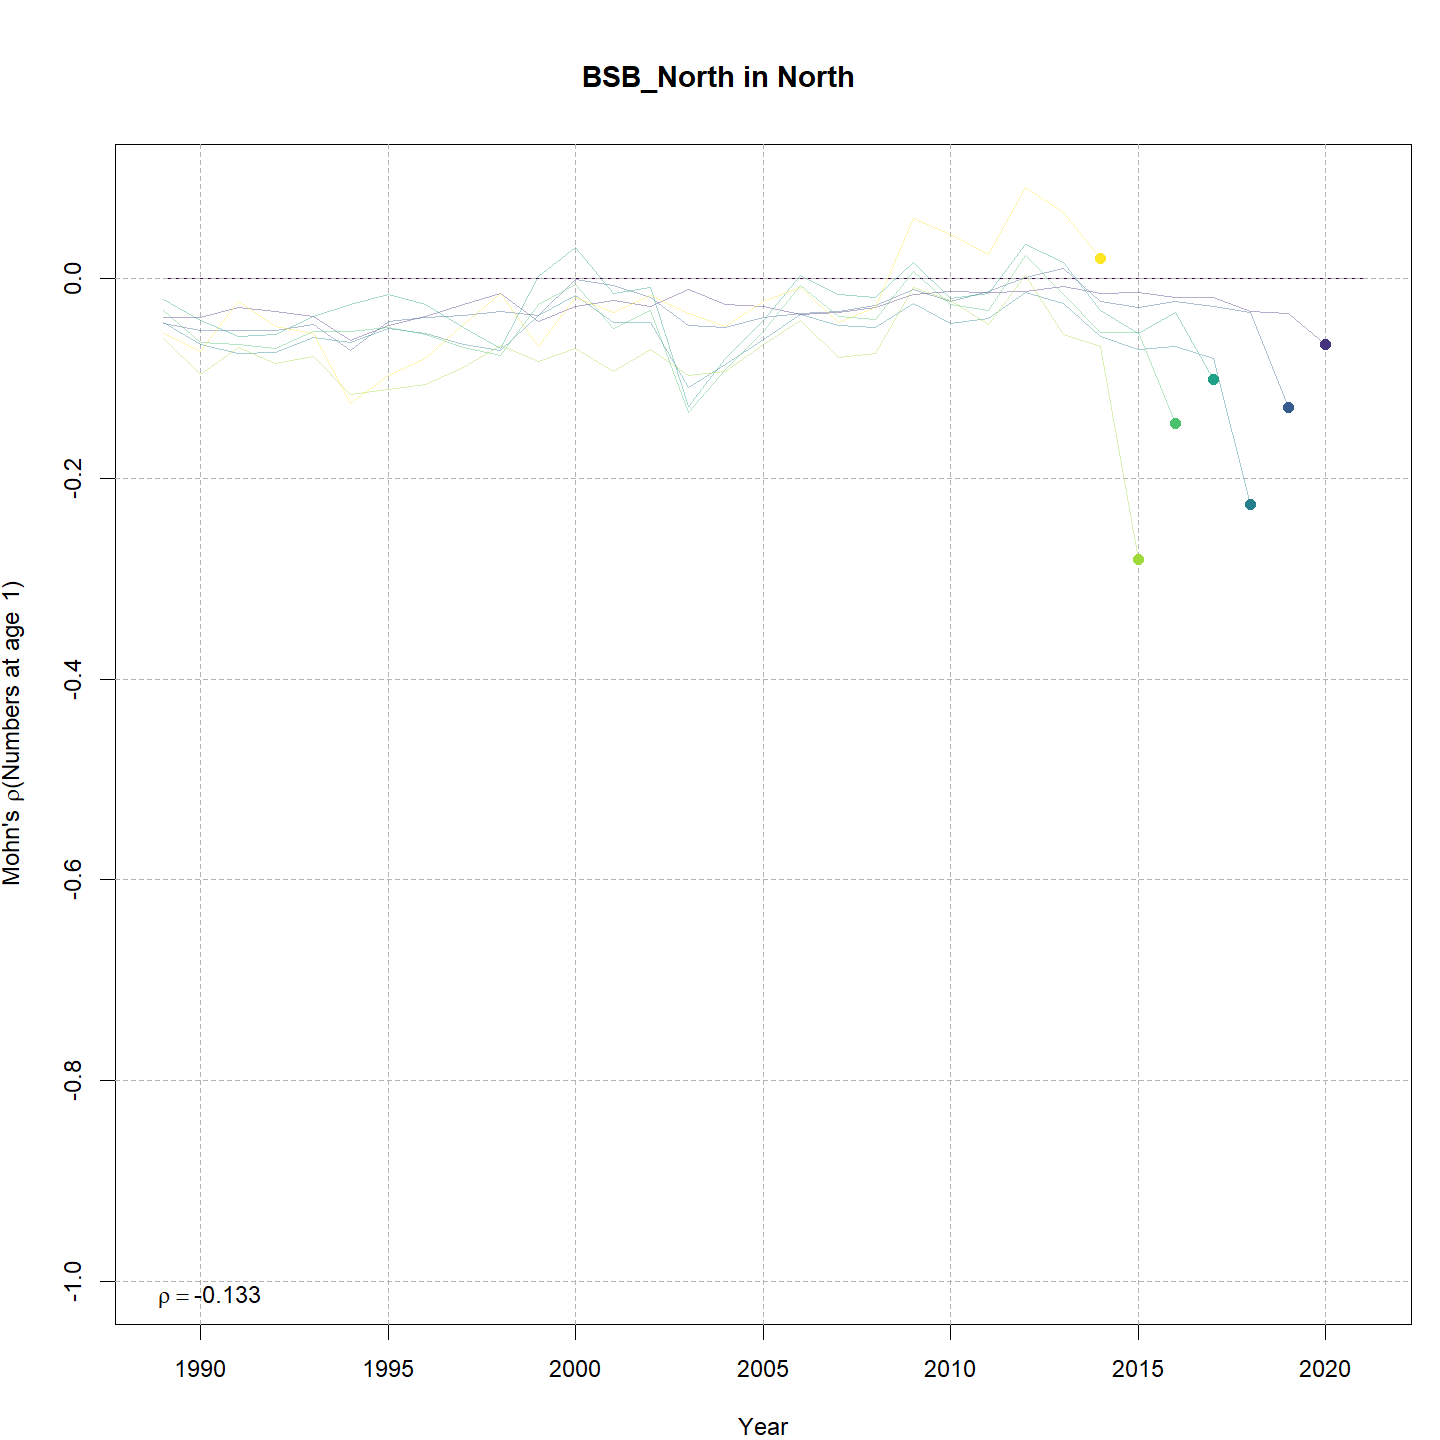 BSB_North in North
Mohn's ρ(Numbers at age 1)
0.0
-0.2
-0.4
-0.6
-0.8
-1.0
ρ = -0.133
1990 1995 2000 2005 2010 2015 2020
Year